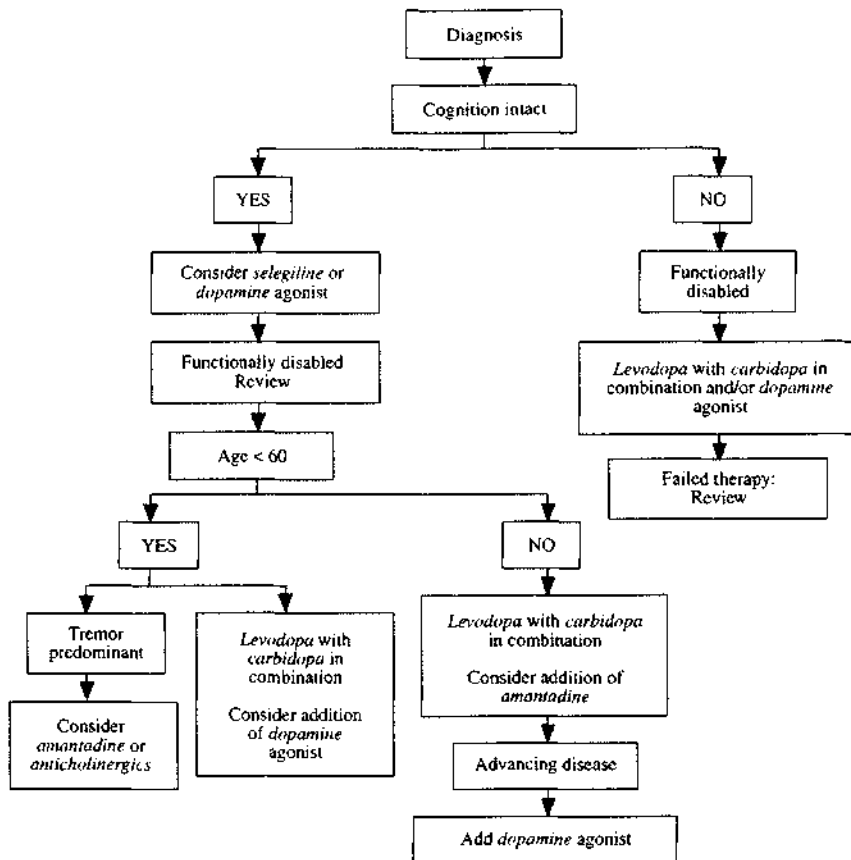 Diagnosis
Cognition intact
YES
NO
Consider selegiline or
dopamine agonist
Functionally
disabled
Functionally disabled
Review
Levodopa with carbidopa in
combination and/or dopamine
agonist
Age < 60
Failed therapy:
Review
YES
NO
Tremor
predominant
Levodopa with
carbidopa in
combination
Consider addition
of dopamine
agonist
Levodopa with carbidopa
in combination
Consider addition of
amantadine
Consider
amantadine or
anticholinergics
Advancing disease
Add dopamine agonist